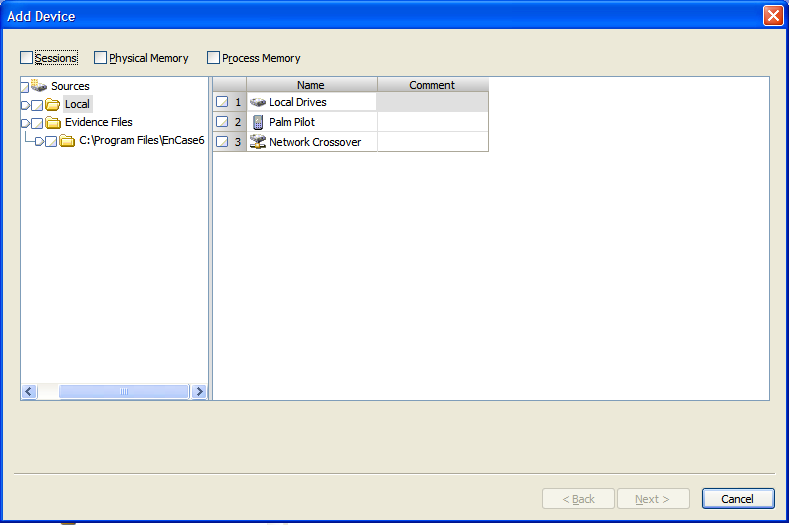 Add Device
Sessions Physical Memory Process Memory
Sources
Local
Evidence Files
C:\Program Files\EnCase6
Name Comment
1 Local Drives
2 Palm Pilot
3 Network Crossover
< Back Next > Cancel